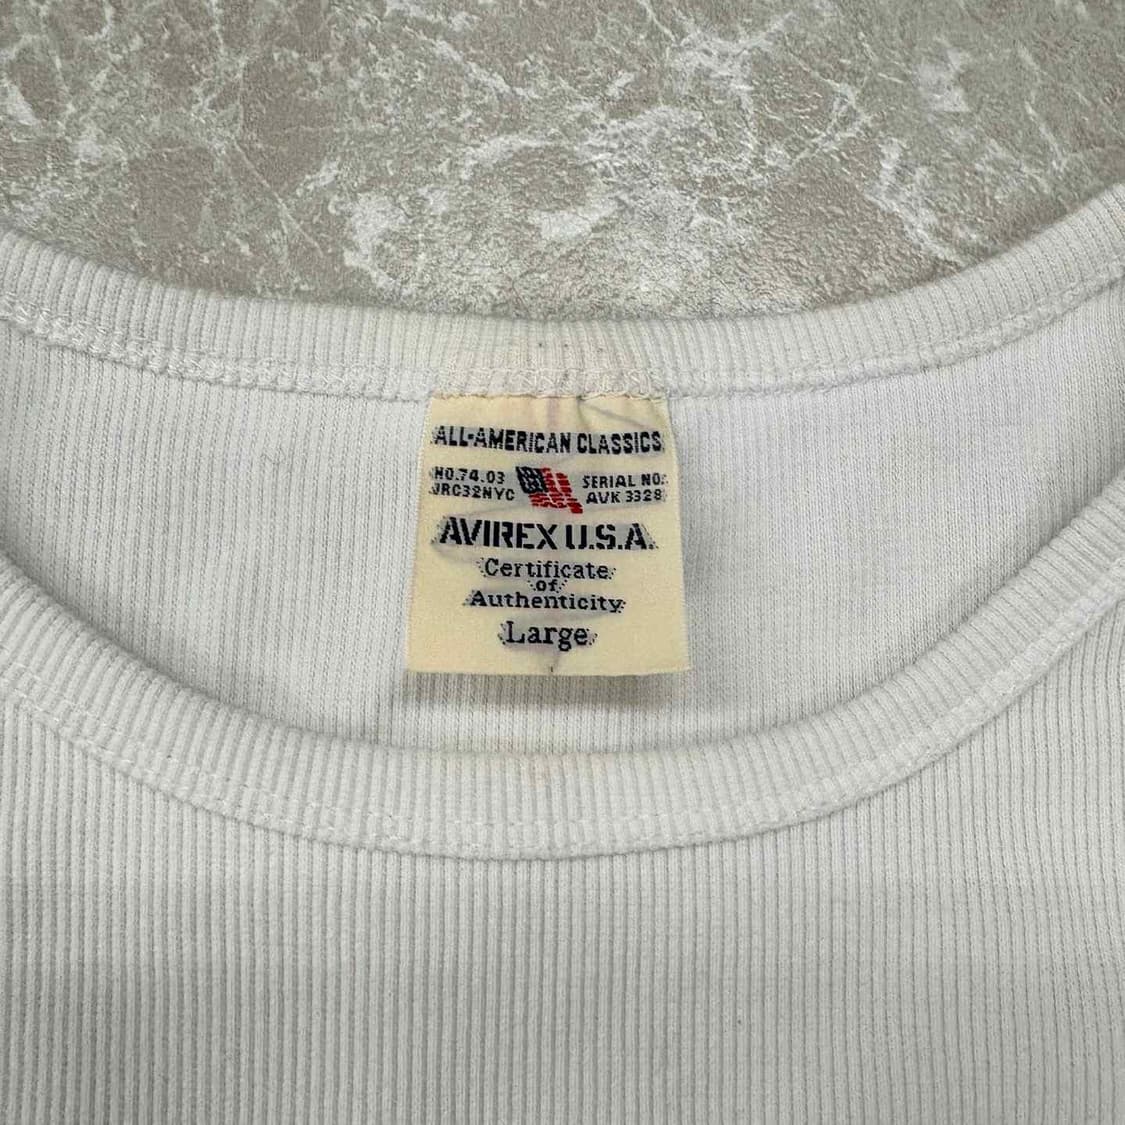 ALL-AMERICAN CLASSICS
NO.74.03
JRC32NYC
SERIAL NO.
AVK 3328
AVIREX U.S.A.
Certificate
of
Authenticity
Large